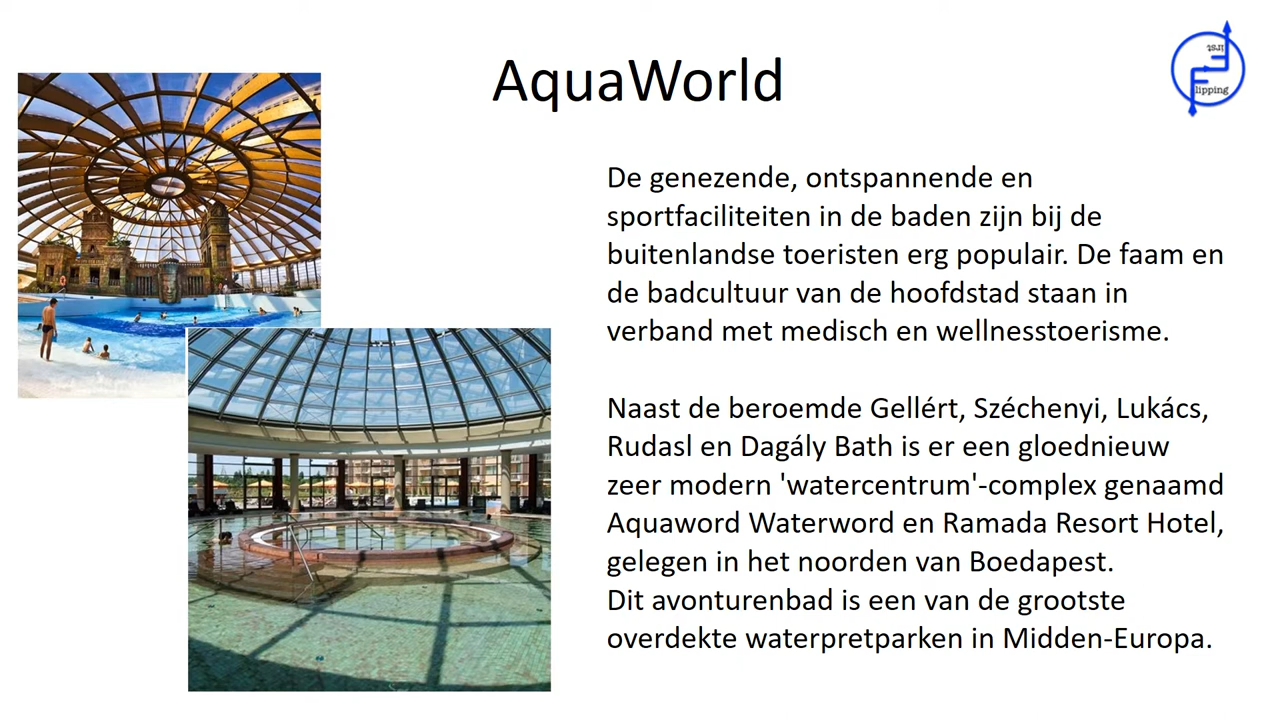 AquaWorld
irst
lipping
De genezende, ontspannende en
sportfaciliteiten in de baden zijn bij de
buitenlandse toeristen erg populair. De faam en
de badcultuur van de hoofdstad staan in
verband met medisch en wellnesstoerisme.
Naast de beroemde Gellért, Széchenyi, Lukács,
Rudasl en Dagály Bath is er een gloednieuw
zeer modern 'watercentrum'-complex genaamd
Aquaword Waterword en Ramada Resort Hotel,
gelegen in het noorden van Boedapest.
Dit avonturenbad is een van de grootste
overdekte waterpretparken in Midden-Europa.